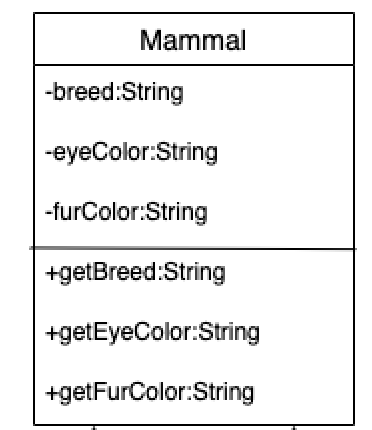 Mammal
-breed:String
-eyeColor:String
-furColor:String
+getBreed:String
+getEyeColor:String
+getFurColor:String